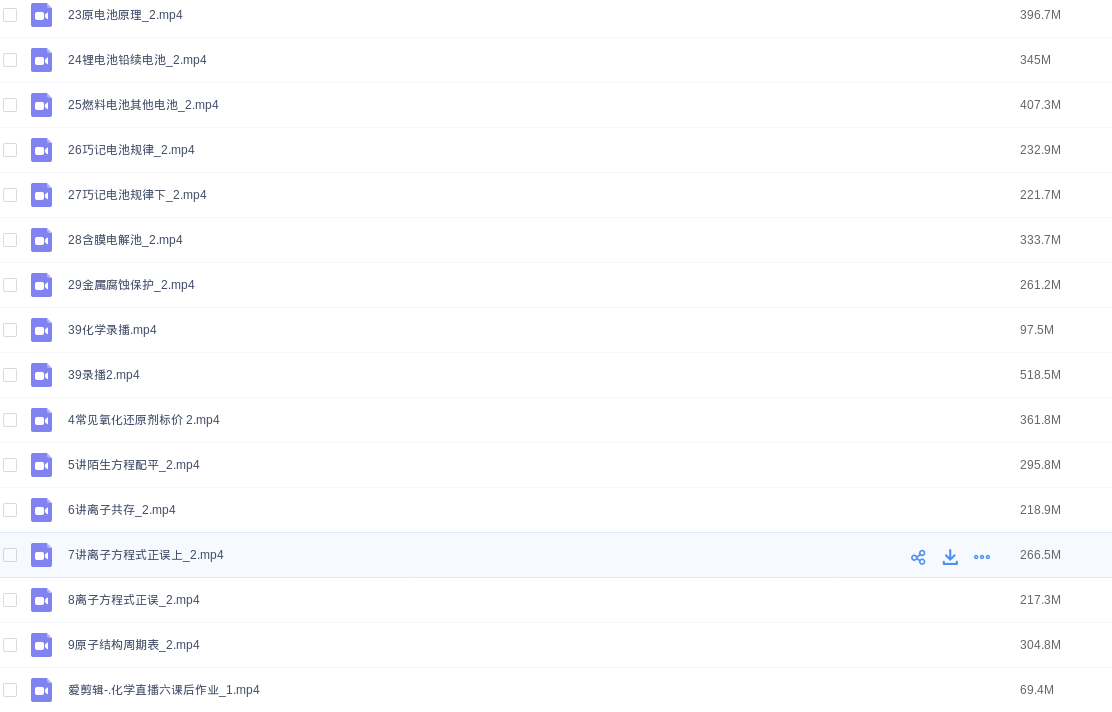 23原电池原理_2.mp4 396.7M
24锂电池铅续电池_2.mp4 345M
25燃料电池其他电池_2.mp4 407.3M
26巧记电池规律_2.mp4 232.9M
27巧记电池规律下_2.mp4 221.7M
28含膜电解池_2.mp4 333.7M
29金属腐蚀保护_2.mp4 261.2M
39化学录播.mp4 97.5M
39录播2.mp4 518.5M
4常见氧化还原剂标价 2.mp4 361.8M
5讲陌生方程配平_2.mp4 295.8M
6讲离子共存_2.mp4 218.9M
7讲离子方程式正误上_2.mp4 266.5M
8离子方程式正误_2.mp4 217.3M
9原子结构周期表_2.mp4 304.8M
爱剪辑-.化学直播六课后作业_1.mp4 69.4M